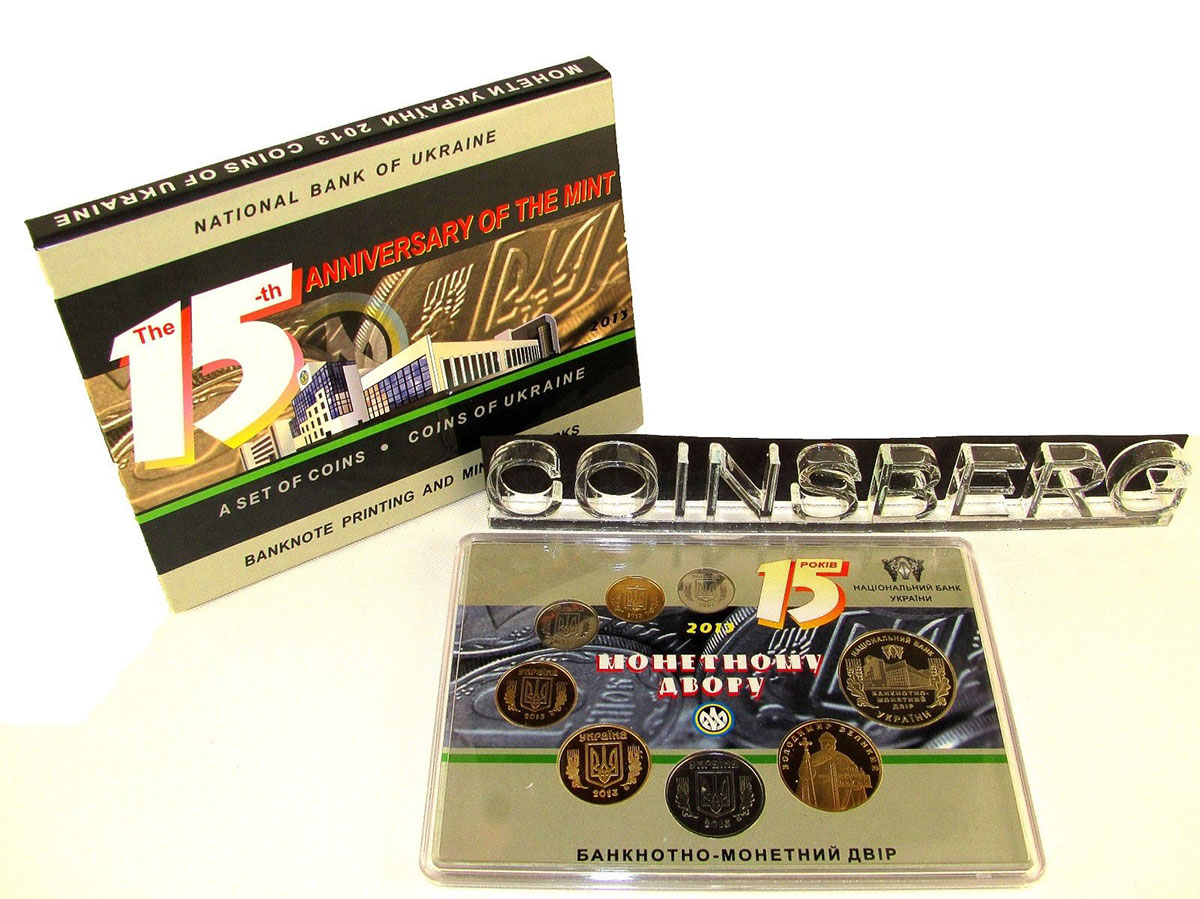 МОНЕТИ УКРАЇНИ 2013 COINS OF UKRAINE
NATIONAL BANK OF UKRAINE
The 15-th ANNIVERSARY OF THE MINT
2013
A SET OF COINS • COINS OF UKRAINE
BANKNOTE PRINTING AND
COINSBERG
15 РОКІВ
НАЦІОНАЛЬНИЙ БАНК
УКРАЇНИ
2013
МОНЕТНОМУ
ДВОРУ
УКРАЇНА
2013
УКРАЇНА
2013
УКРАЇНА
2013
ВОЛОДИМИР ВЕЛИКИЙ
НАЦІОНАЛЬНИЙ БАНК
БАНКНОТНО-
МОНЕТНИЙ
ДВІР
УКРАЇНИ
БАНКНОТНО-МОНЕТНИЙ ДВІР